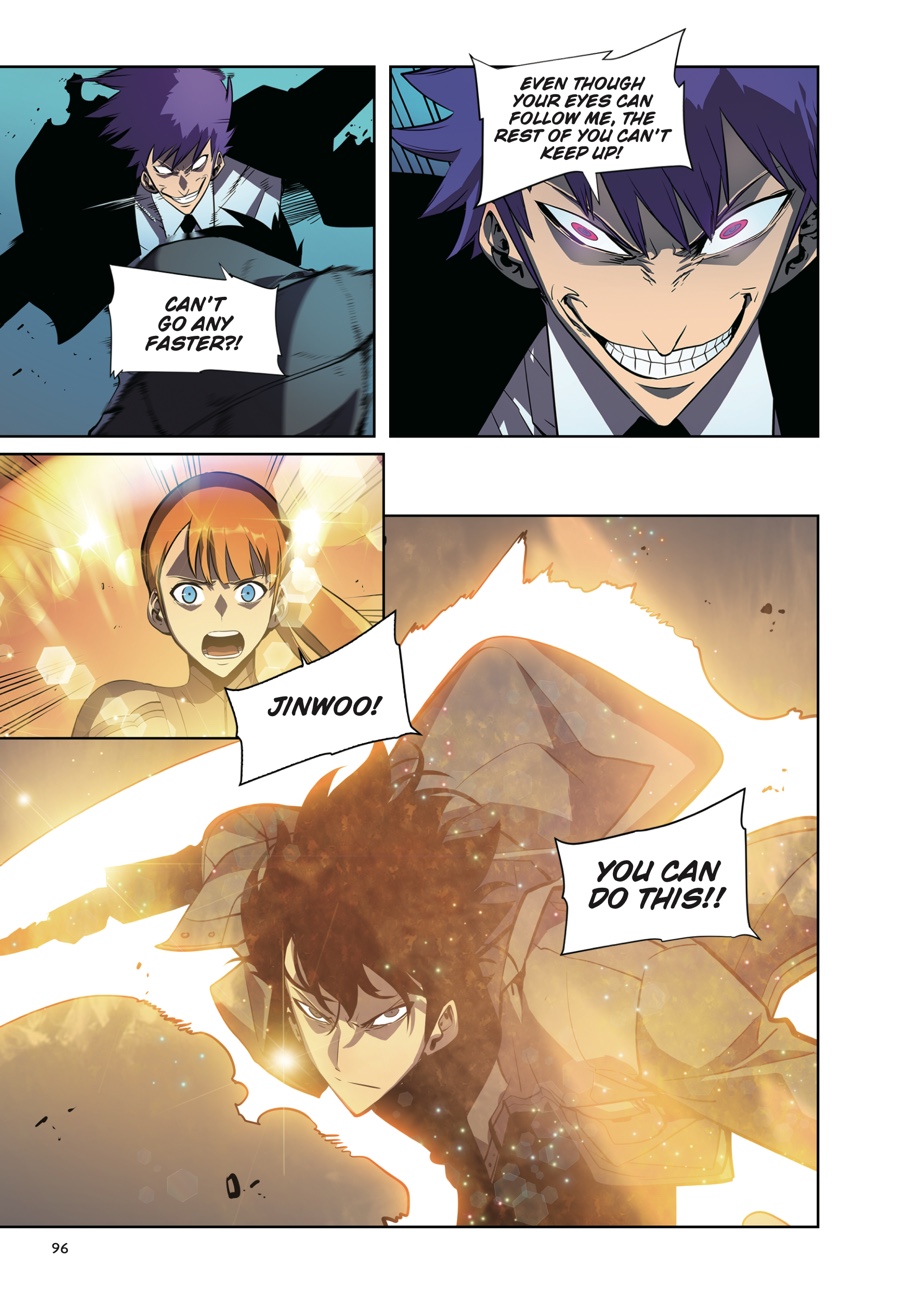 CAN'T
GO ANY
FASTER?!
EVEN THOUGH
YOUR EYES CAN
FOLLOW ME, THE
REST OF YOU CAN'T
KEEP UP!
JINWOO!
YOU CAN
DO THIS!!
96